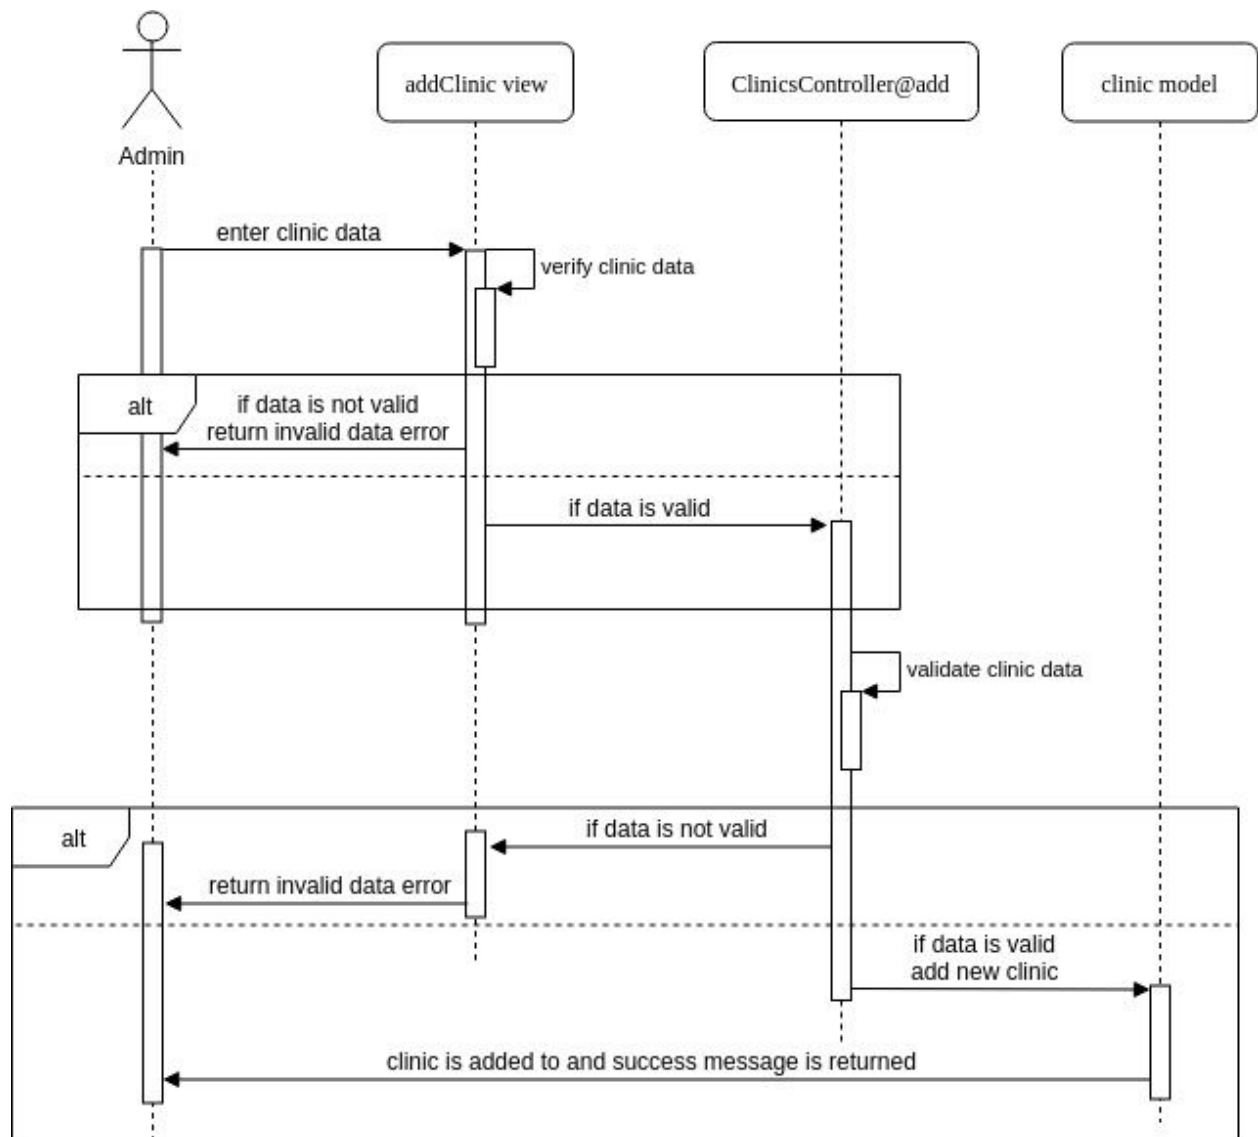 addClinic view
ClinicsController@add
clinic model
Admin
enter clinic data
verify clinic data
alt
if data is not valid
return invalid data error
if data is valid
validate clinic data
alt
if data is not valid
return invalid data error
if data is valid
add new clinic
clinic is added to and success message is returned